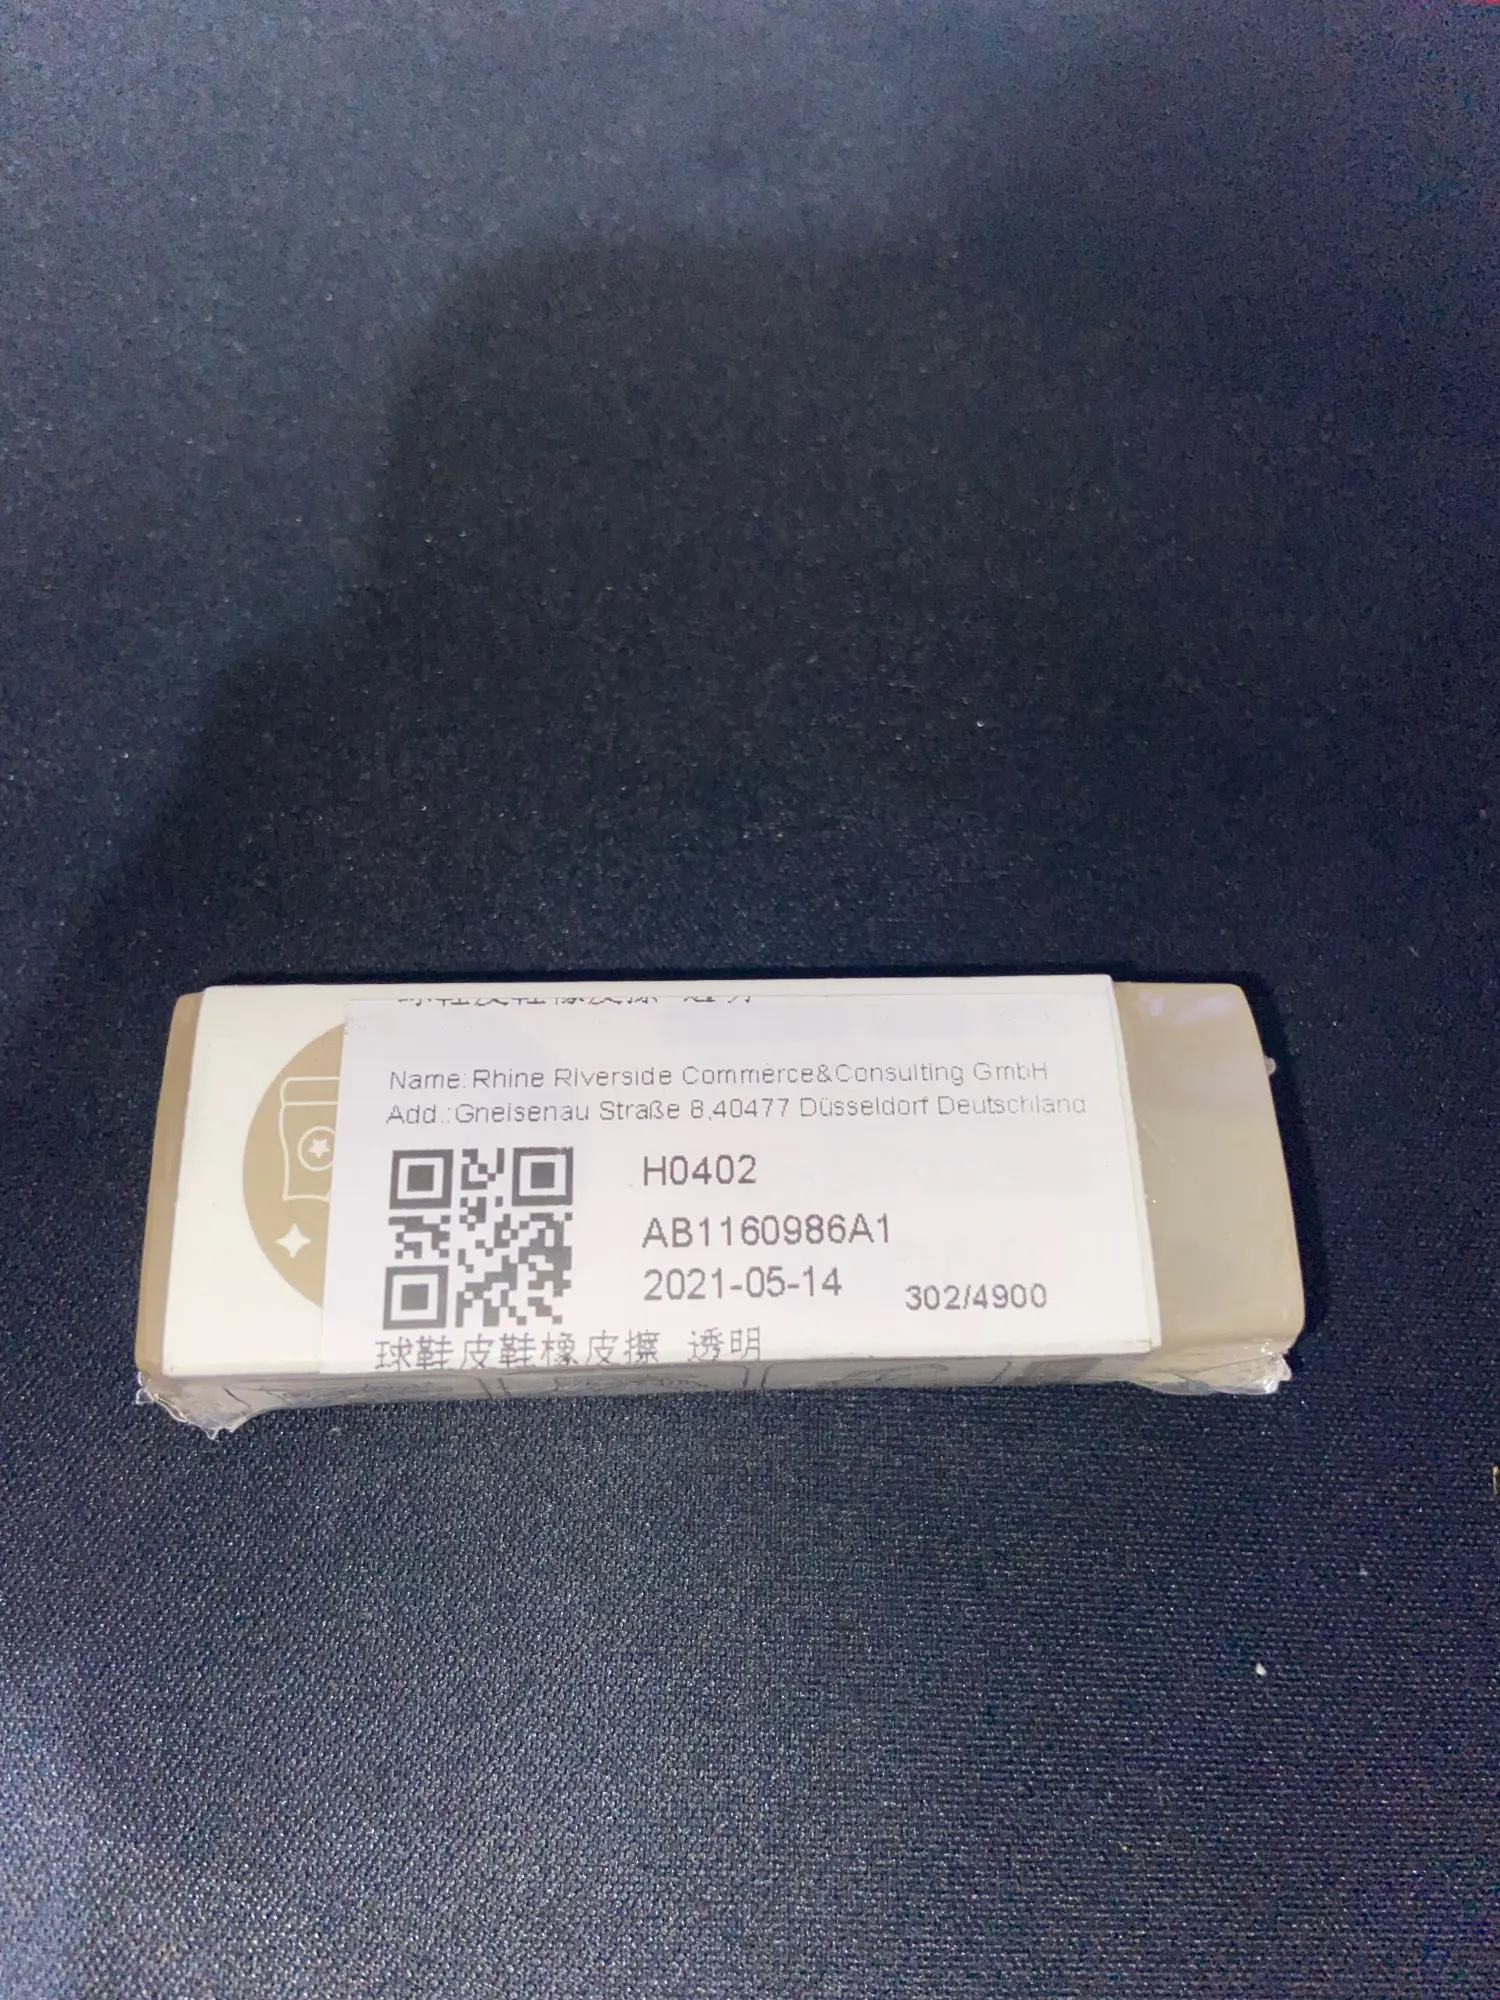 Name:Rhine Riverside Commerce&Consulting GmbH
Add.:Gneisenau Straße 8,40477 Düsseldorf Deutschland
H0402
AB1160986A1
2021-05-14 302/4900
球鞋皮鞋橡皮擦 透明